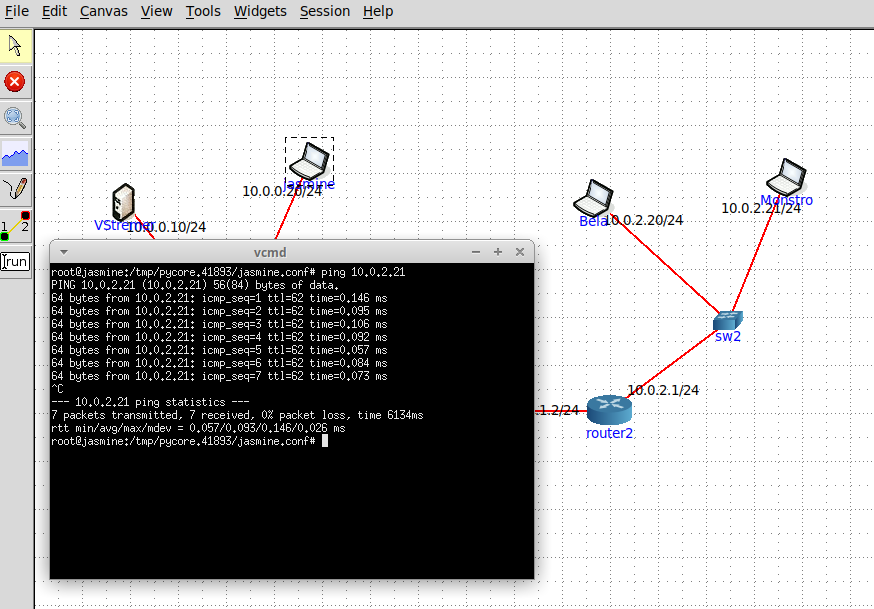 File Edit Canvas View Tools Widgets Session Help
Jasmine
10.0.0.20/24
VStremer
10.0.0.10/24
Bela
10.0.2.20/24
Monstro
10.0.2.21/24
1 2
run
sw2
10.0.2.1/24
.1.2/24
router2
vcmd
root@jasmine:/tmp/pycore.41893/jasmine.conf# ping 10.0.2.21
PING 10.0.2.21 (10.0.2.21) 56(84) bytes of data.
64 bytes from 10.0.2.21: icmp_seq=1 ttl=62 time=0.146 ms
64 bytes from 10.0.2.21: icmp_seq=2 ttl=62 time=0.095 ms
64 bytes from 10.0.2.21: icmp_seq=3 ttl=62 time=0.106 ms
64 bytes from 10.0.2.21: icmp_seq=4 ttl=62 time=0.092 ms
64 bytes from 10.0.2.21: icmp_seq=5 ttl=62 time=0.057 ms
64 bytes from 10.0.2.21: icmp_seq=6 ttl=62 time=0.084 ms
64 bytes from 10.0.2.21: icmp_seq=7 ttl=62 time=0.073 ms
^C
--- 10.0.2.21 ping statistics ---
7 packets transmitted, 7 received, 0% packet loss, time 6134ms
rtt min/avg/max/mdev = 0.057/0.093/0.146/0.026 ms
root@jasmine:/tmp/pycore.41893/jasmine.conf#